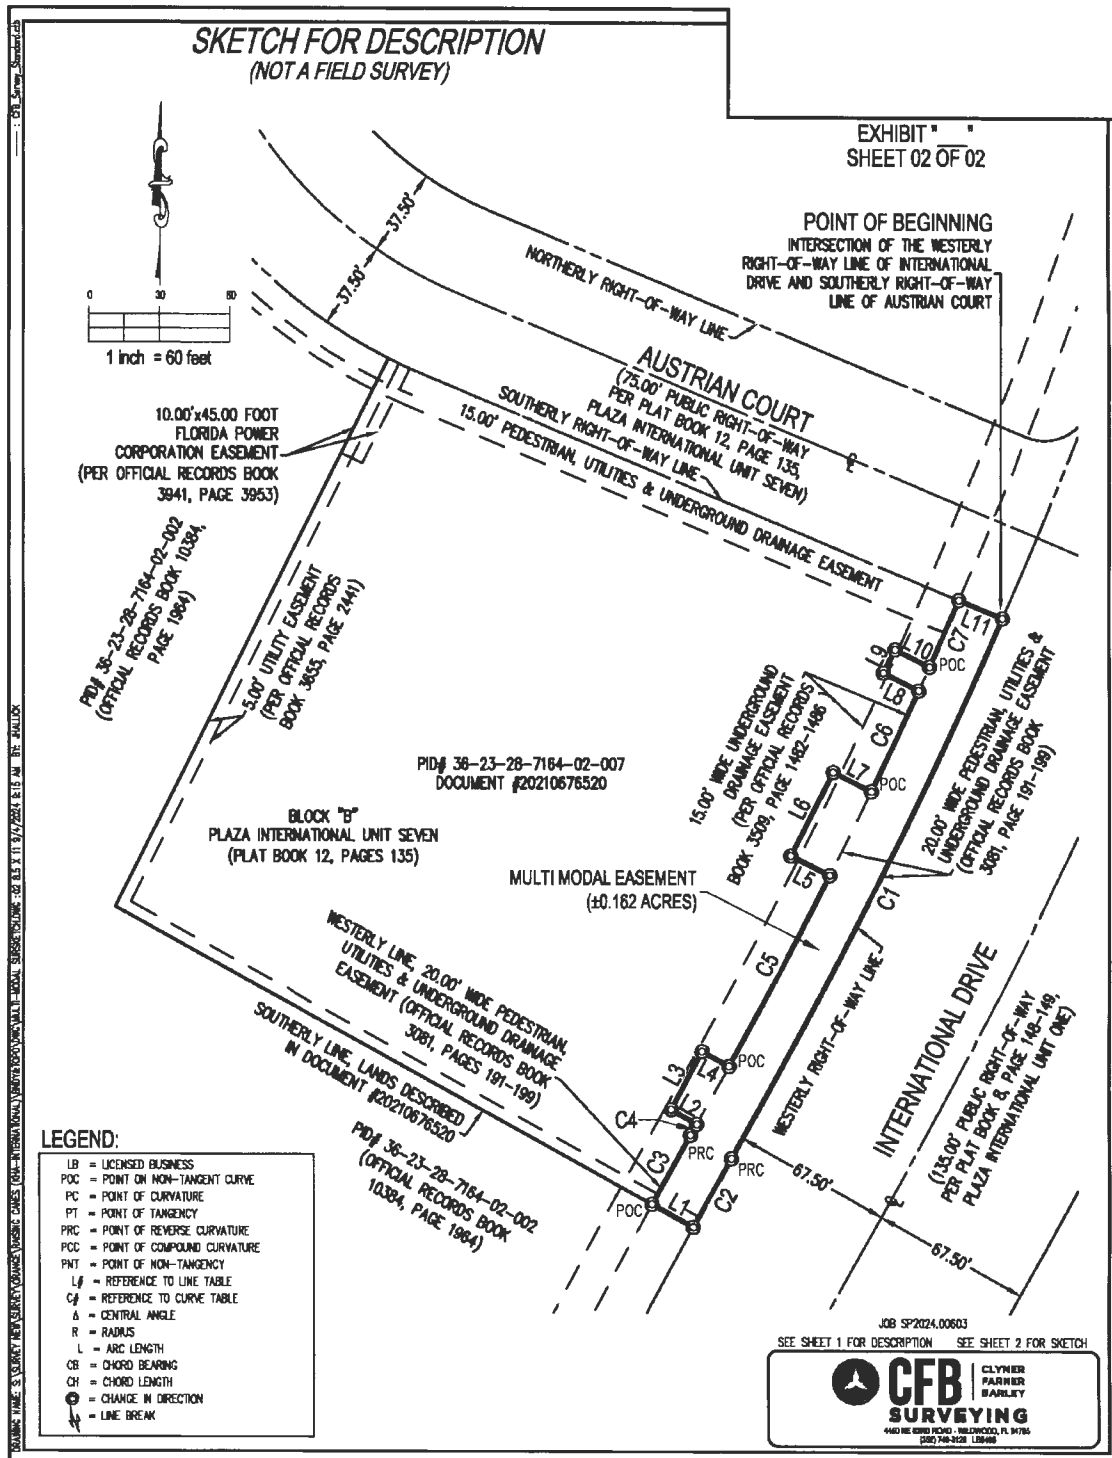 SKETCH FOR DESCRIPTION
(NOT A FIELD SURVEY)
EXHIBIT "___"
SHEET 02 OF 02
POINT OF BEGINNING
INTERSECTION OF THE WESTERLY
RIGHT-OF-WAY LINE OF INTERNATIONAL
DRIVE AND SOUTHERLY RIGHT-OF-WAY
LINE OF AUSTRIAN COURT
37.50'
37.50'
NORTHERLY RIGHT-OF-WAY LINE
0 30 60
1 inch = 60 feet
AUSTRIAN COURT
(75.00' PUBLIC RIGHT-OF-WAY
PER PLAT BOOK 12, PAGE 135,
PLAZA INTERNATIONAL UNIT SEVEN)
SOUTHERLY RIGHT-OF-WAY LINE
15.00' PEDESTRIAN, UTILITIES & UNDERGROUND DRAINAGE EASEMENT
10.00'x45.00 FOOT
FLORIDA POWER
CORPORATION EASEMENT
(PER OFFICIAL RECORDS BOOK
3941, PAGE 3953)
PID# 36-23-28-7164-02-002
(OFFICIAL RECORDS BOOK 10384,
PAGE 1964)
5.00' UTILITY EASEMENT
(PER OFFICIAL RECORDS
BOOK 3655, PAGE 2441)
L11
C7
L10
POC
L9
L8
C6
L7
POC
L6
L5
15.00' WIDE UNDERGROUND
DRAINAGE EASEMENT
(PER OFFICIAL RECORDS
BOOK 3509, PAGE 1482-1486
20.00' WIDE PEDESTRIAN, UTILITIES &
UNDERGROUND DRAINAGE EASEMENT
(OFFICIAL RECORDS BOOK
3081, PAGE 191-199)
PID# 36-23-28-7164-02-007
DOCUMENT #20210676520
BLOCK "B"
PLAZA INTERNATIONAL UNIT SEVEN
(PLAT BOOK 12, PAGES 135)
MULTI MODAL EASEMENT
(±0.162 ACRES)
C1
C5
WESTERLY RIGHT-OF-WAY LINE
INTERNATIONAL DRIVE
(135.00' PUBLIC RIGHT-OF-WAY
PER PLAT BOOK 8, PAGE 148-149,
PLAZA INTERNATIONAL UNIT ONE)
WESTERLY LINE, 20.00' WIDE PEDESTRIAN,
UTILITIES & UNDERGROUND DRAINAGE
EASEMENT (OFFICIAL RECORDS BOOK
3081, PAGES 191-199)
SOUTHERLY LINE, LANDS DESCRIBED
IN DOCUMENT #20210676520
PID# 36-23-28-7164-02-002
(OFFICIAL RECORDS BOOK
10384, PAGE 1964)
L3
L4
POC
L2
C4
PRC
C3
PRC
C2
L1
POC
67.50'
67.50'
LEGEND:
LB = LICENSED BUSINESS
POC = POINT ON NON-TANGENT CURVE
PC = POINT OF CURVATURE
PT = POINT OF TANGENCY
PRC = POINT OF REVERSE CURVATURE
PCC = POINT OF COMPOUND CURVATURE
PNT = POINT OF NON-TANGENCY
L# = REFERENCE TO LINE TABLE
C# = REFERENCE TO CURVE TABLE
Δ = CENTRAL ANGLE
R = RADIUS
L = ARC LENGTH
CB = CHORD BEARING
CH = CHORD LENGTH
= CHANGE IN DIRECTION
= LINE BREAK
JOB SP2024.00603
SEE SHEET 1 FOR DESCRIPTION SEE SHEET 2 FOR SKETCH
CFB
CLYMER
FARNER
BARLEY
SURVEYING